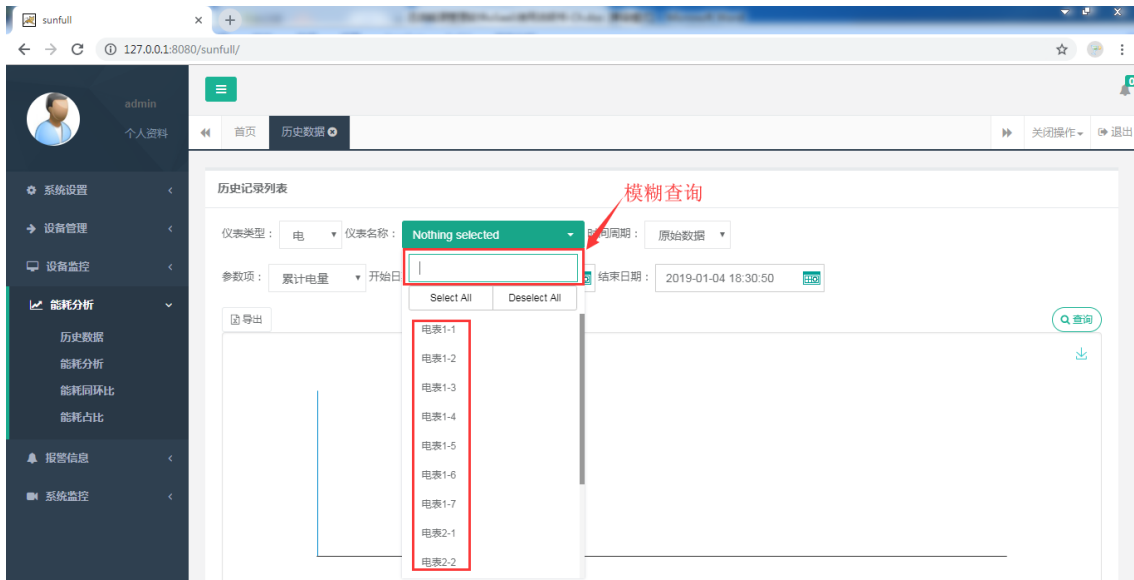 sunfull
127.0.0.1:8080/sunfull/
admin
个人资料
首页 历史数据 关闭操作 退出
系统设置
设备管理
设备监控
能耗分析
历史数据
能耗分析
能耗同环比
能耗占比
报警信息
系统监控
历史记录列表
模糊查询
仪表类型： 电 仪表名称： Nothing selected 时间周期： 原始数据
参数项： 累计电量 开始日 结束日期： 2019-01-04 18:30:50
Select All Deselect All
导出 查询
电表1-1
电表1-2
电表1-3
电表1-4
电表1-5
电表1-6
电表1-7
电表2-1
电表2-2